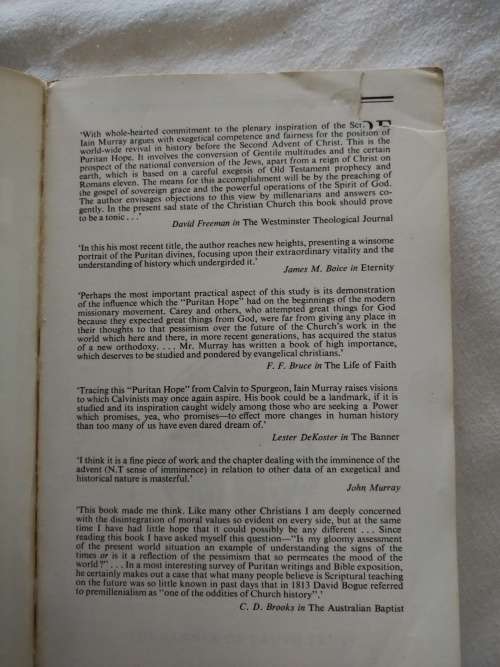 'With whole-hearted commitment to the plenary inspiration of the
Iain Murray argues with exegetical competence and fairness for the position of
world-wide revival in history before the Second Advent of Christ. This is the
Puritan Hope. It involves the conversion of Gentile multitudes and the certain
prospect of the national conversion of the Jews, apart from a reign of Christ on
earth, which is based on a careful exegesis of Old Testament prophecy and
Romans eleven. The means for this accomplishment will be by the preaching of
the gospel of sovereign grace and the powerful operations of the Spirit of God.
The author envisages objections to this view by millenarians and answers co-
gently. In the present sad state of the Christian Church this book should prove
to be a tonic . . .'
David Freeman in The Westminster Theological Journal
'In this his most recent title, the author reaches new heights, presenting a winsome
portrait of the Puritan divines, focusing upon their extraordinary vitality and the
understanding of history which undergirded it.'
James M. Boice in Eternity
'Perhaps the most important practical aspect of this study is its demonstration
of the influence which the "Puritan Hope" had on the beginnings of the modern
missionary movement. Carey and others, who attempted great things for God
because they expected great things from God, were far from giving any place in
their thoughts to that pessimism over the future of the Church's work in the
world which here and there, in more recent generations, has acquired the status
of a new orthodoxy. . . . Mr. Murray has written a book of high importance,
which deserves to be studied and pondered by evangelical christians.'
F. F. Bruce in The Life of Faith
'Tracing this "Puritan Hope" from Calvin to Spurgeon, Iain Murray raises visions
to which Calvinists may once again aspire. His book could be a landmark, if it is
studied and its inspiration caught widely among those who are seeking a Power
which promises, yea, who promises—to effect more changes in human history
than too many of us have even dared dream of.'
Lester DeKoster in The Banner
'I think it is a fine piece of work and the chapter dealing with the imminence of the
advent (N.T sense of imminence) in relation to other data of an exegetical and
historical nature is masterful.'
John Murray
'This book made me think. Like many other Christians I am deeply concerned
with the disintegration of moral values so evident on every side, but at the same
time I have had little hope that it could possibly be any different . . . Since
reading this book I have asked myself this question—"Is my gloomy assessment
of the present world situation an example of understanding the signs of the
times or is it a reflection of the pessimism that so permeates the mood of the
world?" . . . In a most interesting survey of Puritan writings and Bible exposition,
he certainly makes out a case that what many people believe is Scriptural teaching
on the future was so little known in past days that in 1813 David Bogue referred
to premillenialism as "one of the oddities of Church history".'
C. D. Brooks in The Australian Baptist